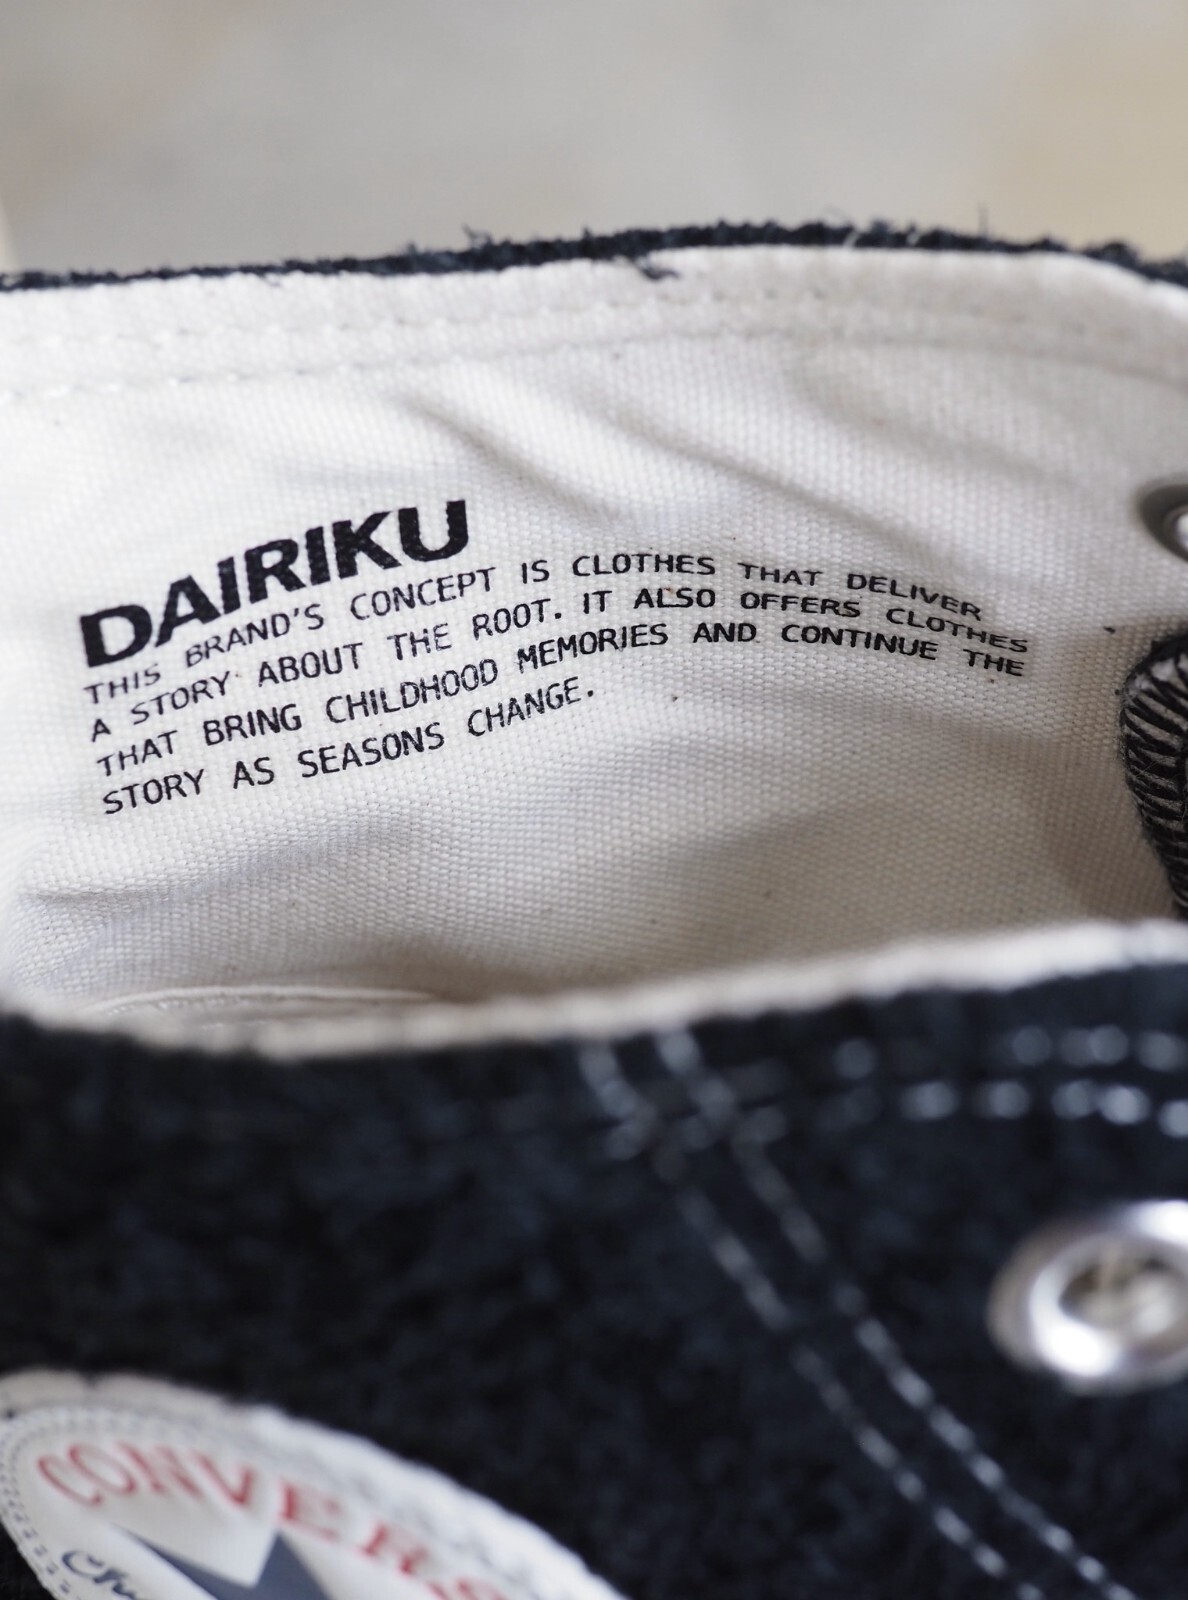 DAIRIKU
THIS BRAND'S CONCEPT IS CLOTHES THAT DELIVER
A STORY ABOUT THE ROOT. IT ALSO OFFERS CLOTHES
THAT BRING CHILDHOOD MEMORIES AND CONTINUE THE
STORY AS SEASONS CHANGE.
CONVERS